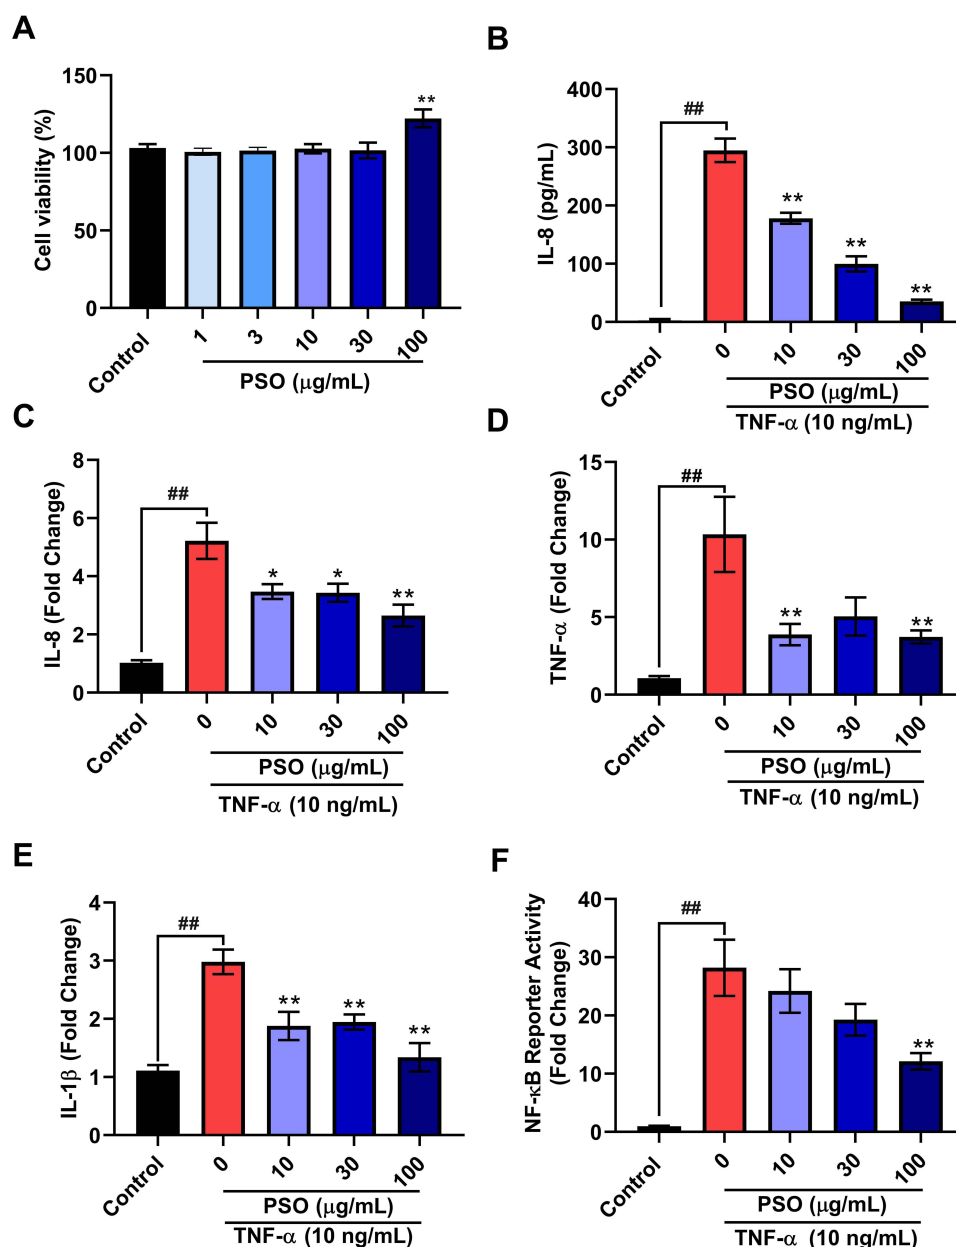 A
Cell viability (%)
150
100
50
0
**
Control
1
3
10
30
100
PSO (μg/mL)
B
IL-8 (pg/mL)
400
300
200
100
0
##
**
**
**
Control
0
10
30
100
PSO (μg/mL)
TNF-α (10 ng/mL)
C
IL-8 (Fold Change)
8
6
4
2
0
##
*
*
**
Control
0
10
30
100
PSO (μg/mL)
TNF-α (10 ng/mL)
D
TNF-α (Fold Change)
15
10
5
0
##
**
**
Control
0
10
30
100
PSO (μg/mL)
TNF-α (10 ng/mL)
E
IL-1β (Fold Change)
4
3
2
1
0
##
**
**
**
Control
0
10
30
100
PSO (μg/mL)
TNF-α (10 ng/mL)
F
NF-κB Reporter Activity
(Fold Change)
40
30
20
10
0
##
**
Control
0
10
30
100
PSO (μg/mL)
TNF-α (10 ng/mL)